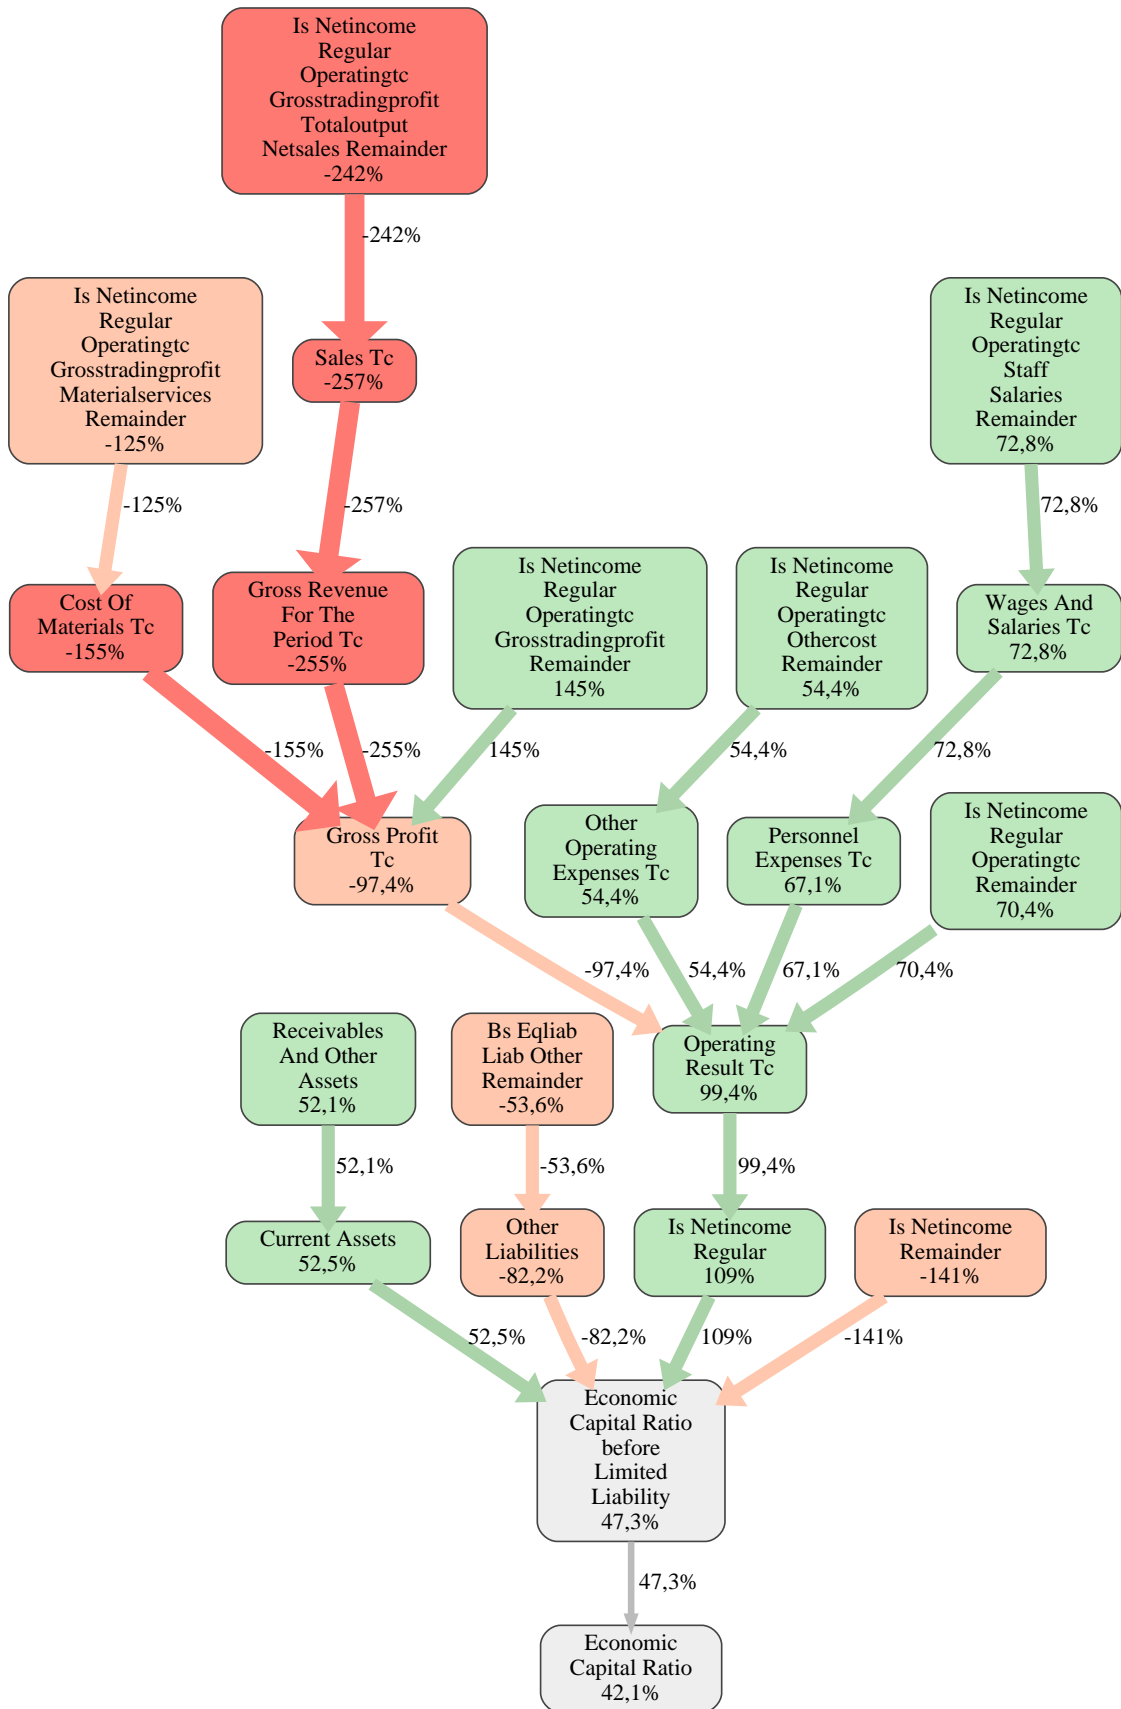 Is Netincome
Regular
Operatingtc
Grosstradingprofit
Totaloutput
Netsales Remainder
-242%
-242%
Is Netincome
Regular
Operatingtc
Grosstradingprofit
Materialservices
Remainder
-125%
Sales Tc
-257%
Is Netincome
Regular
Operatingtc
Staff
Salaries
Remainder
72,8%
-125%
-257%
72,8%
Cost Of
Materials Tc
-155%
Gross Revenue
For The
Period Tc
-255%
Is Netincome
Regular
Operatingtc
Grosstradingprofit
Remainder
145%
Is Netincome
Regular
Operatingtc
Othercost
Remainder
54,4%
Wages And
Salaries Tc
72,8%
-155%
-255%
145%
54,4%
72,8%
Gross Profit
Tc
-97,4%
Other
Operating
Expenses Tc
54,4%
Personnel
Expenses Tc
67,1%
Is Netincome
Regular
Operatingtc
Remainder
70,4%
-97,4%
54,4%
67,1%
70,4%
Receivables
And Other
Assets
52,1%
Bs Eqliab
Liab Other
Remainder
-53,6%
Operating
Result Tc
99,4%
52,1%
-53,6%
99,4%
Current Assets
52,5%
Other
Liabilities
-82,2%
Is Netincome
Regular
109%
Is Netincome
Remainder
-141%
52,5%
-82,2%
109%
-141%
Economic
Capital Ratio
before
Limited
Liability
47,3%
47,3%
Economic
Capital Ratio
42,1%